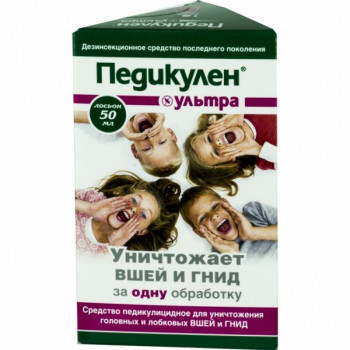 Дезинсекционное средство последнего поколения
Педикулен®
ультра
лосьон
50
мл
Уничтожает
ВШЕЙ И ГНИД
за одну обработку
Средство педикулицидное для уничтожения
головных и лобковых ВШЕЙ и ГНИД